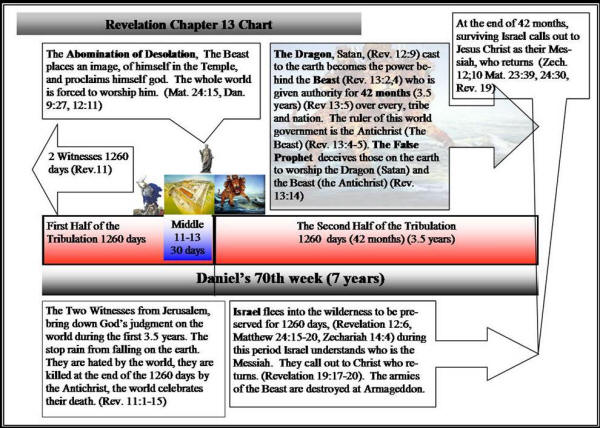 Revelation Chapter 13 Chart
The Abomination of Desolation, The Beast
places an image, of himself in the Temple,
and proclaims himself god. The whole world
is forced to worship him. (Mat. 24:15, Dan.
9:27, 12:11)
The Dragon, Satan, (Rev. 12:9) cast
to the earth becomes the power be-
hind the Beast (Rev. 13:2,4) who is
given authority for 42 months (3.5
years) (Rev 13:5) over every, tribe
and nation. The ruler of this world
government is the Antichrist (The
Beast) (Rev. 13:4-5). The False
Prophet deceives those on the earth
to worship the Dragon (Satan) and
the Beast (the Antichrist) (Rev.
13:14)
At the end of 42 months,
surviving Israel calls out to
Jesus Christ as their Mes-
siah, who returns (Zech.
12;10 Mat. 23:39, 24:30,
Rev. 19)
2 Witnesses 1260
days (Rev.11)
First Half of the
Tribulation 1260 days
Middle
11-13
30 days
The Second Half of the Tribulation
1260 days (42 months) (3.5 years)
Daniel's 70th week (7 years)
The Two Witnesses from Jerusalem,
bring down God's judgment on the
world during the first 3.5 years. The
stop rain from falling on the earth.
They are hated by the world, they are
killed at the end of the 1260 days by
the Antichrist, the world celebrates
their death. (Rev. 11:1-15)
Israel flees into the wilderness to be pre-
served for 1260 days, (Revelation 12:6,
Matthew 24:15-20, Zechariah 14:4) during
this period Israel understands who is the
Messiah. They call out to Christ who re-
turns. (Revelation 19:17-20). The armies
of the Beast are destroyed at Armageddon.